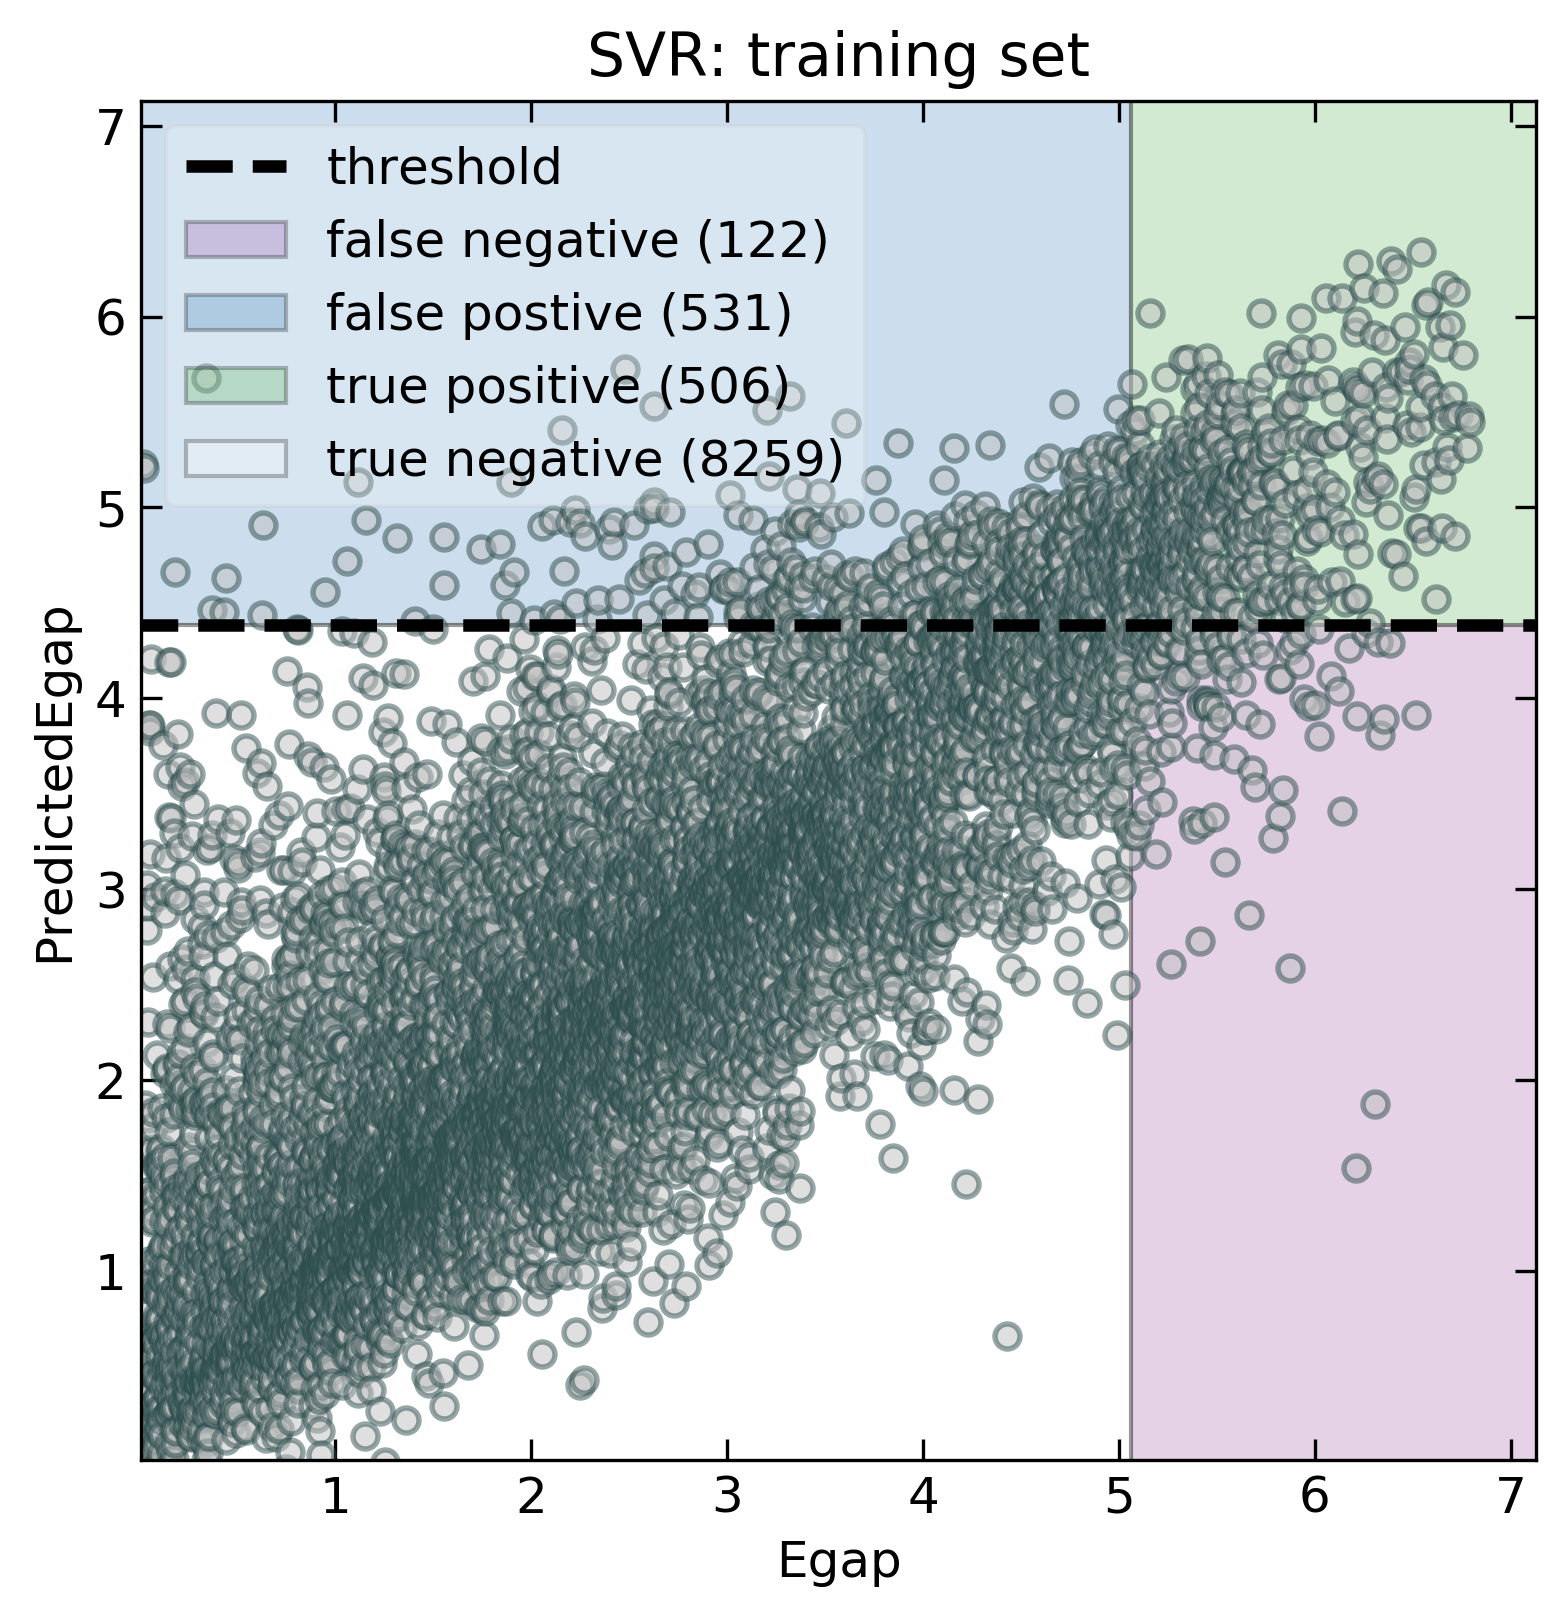 SVR: training set
7
6
5
4
3
2
1
PredictedEgap
threshold
false negative (122)
false postive (531)
true positive (506)
true negative (8259)
1 2 3 4 5 6 7
Egap